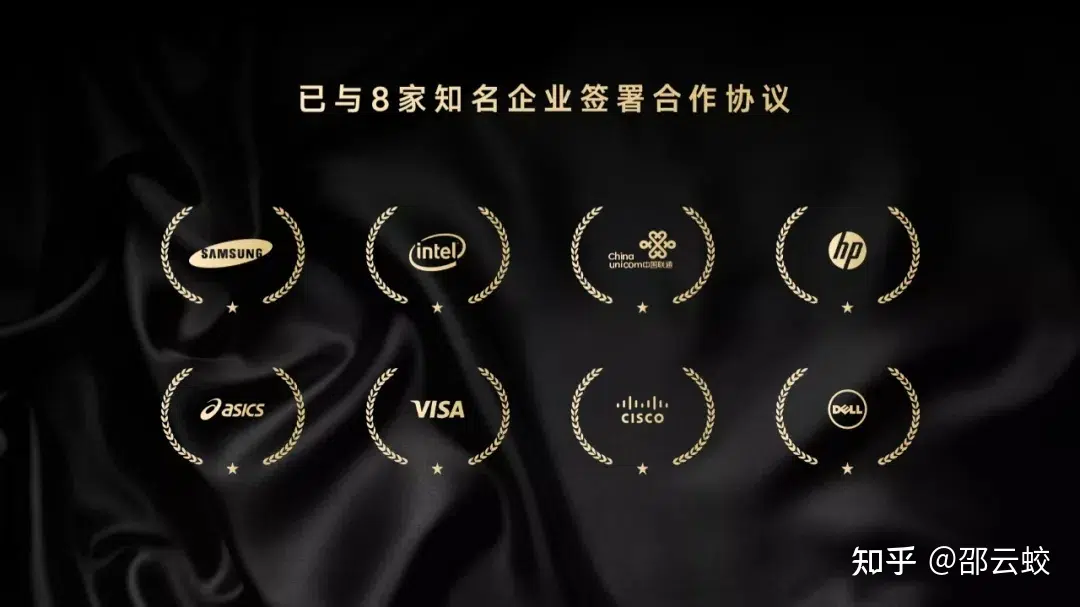 已与8家知名企业签署合作协议
SAMSUNG
intel
China
unicom中国联通
hp
asics
VISA
CISCO
DELL
知乎 @邵云蛟